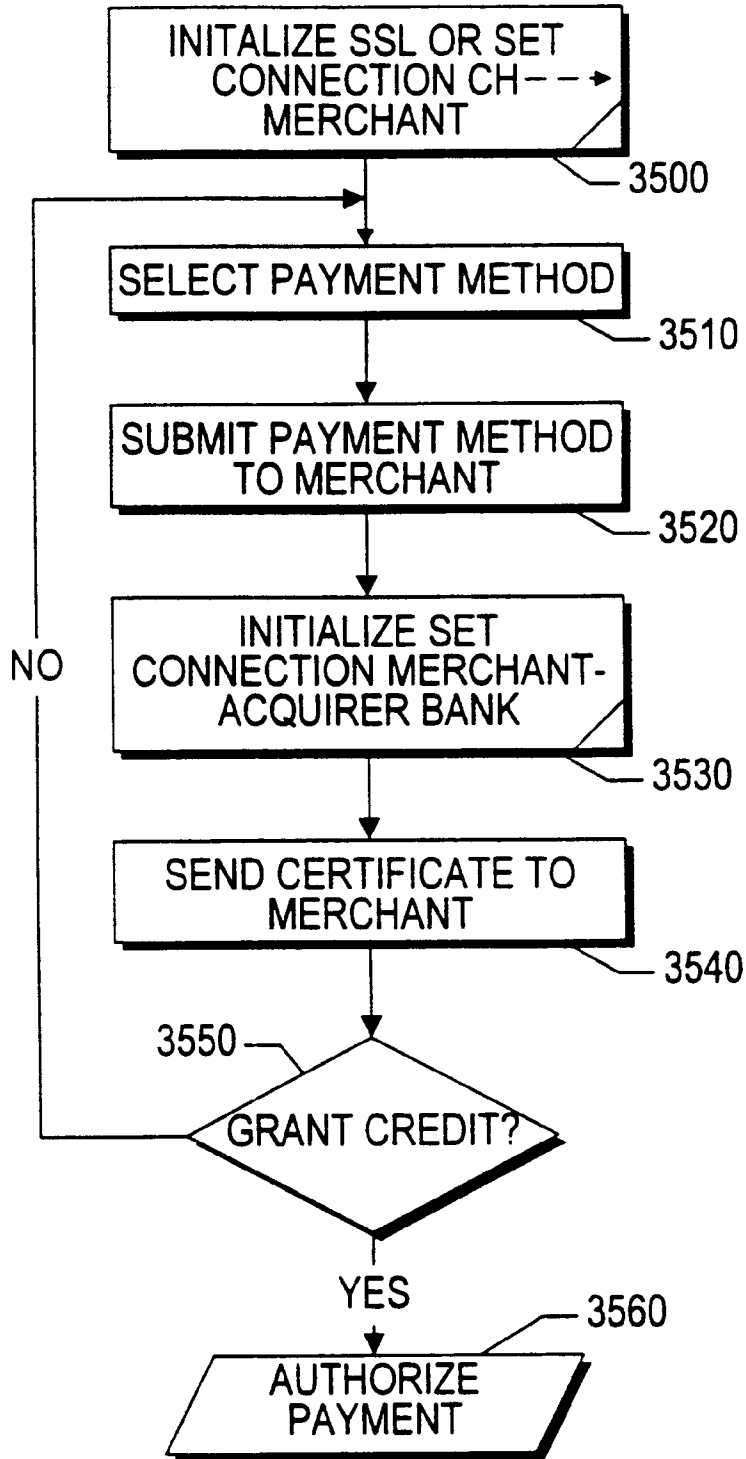 INITALIZE SSL OR SET
CONNECTION CH
MERCHANT
3500
SELECT PAYMENT METHOD
3510
SUBMIT PAYMENT METHOD
TO MERCHANT
3520
INITIALIZE SET
CONNECTION MERCHANT-
ACQUIRER BANK
3530
NO
SEND CERTIFICATE TO
MERCHANT
3540
3550
GRANT CREDIT?
YES
3560
AUTHORIZE
PAYMENT